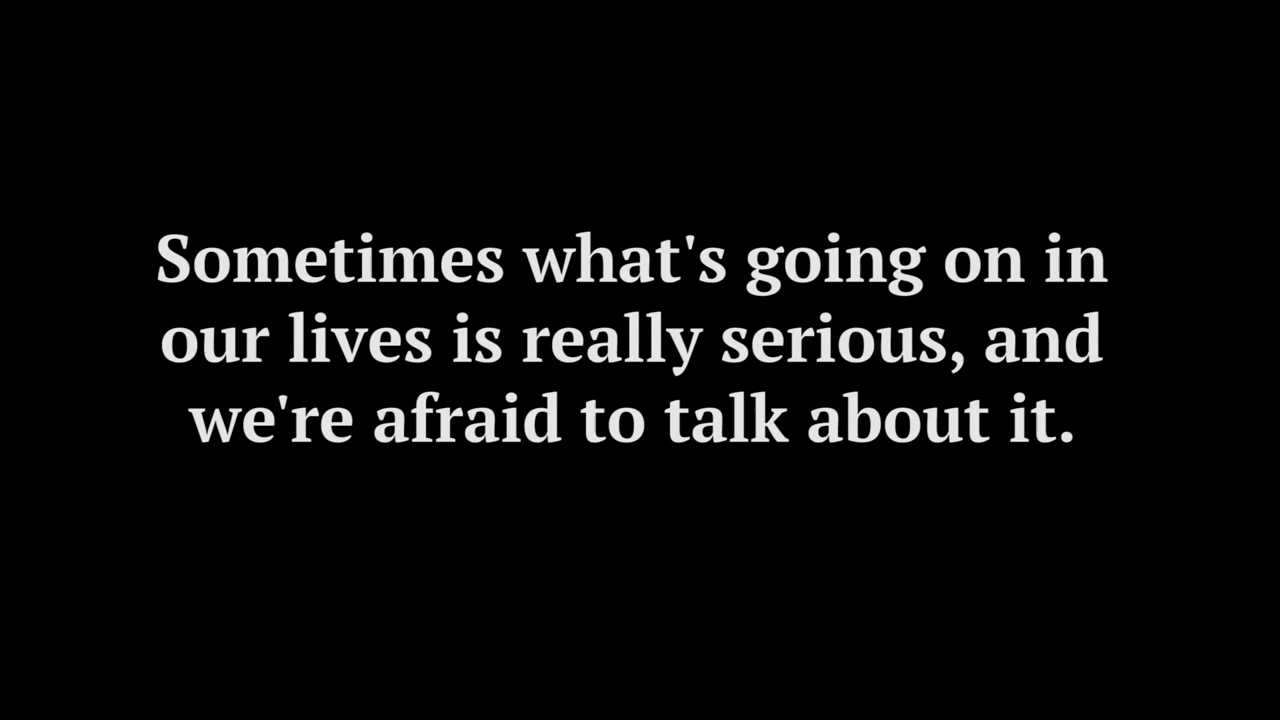 Sometimes what's going on in
our lives is really serious, and
we're afraid to talk about it.